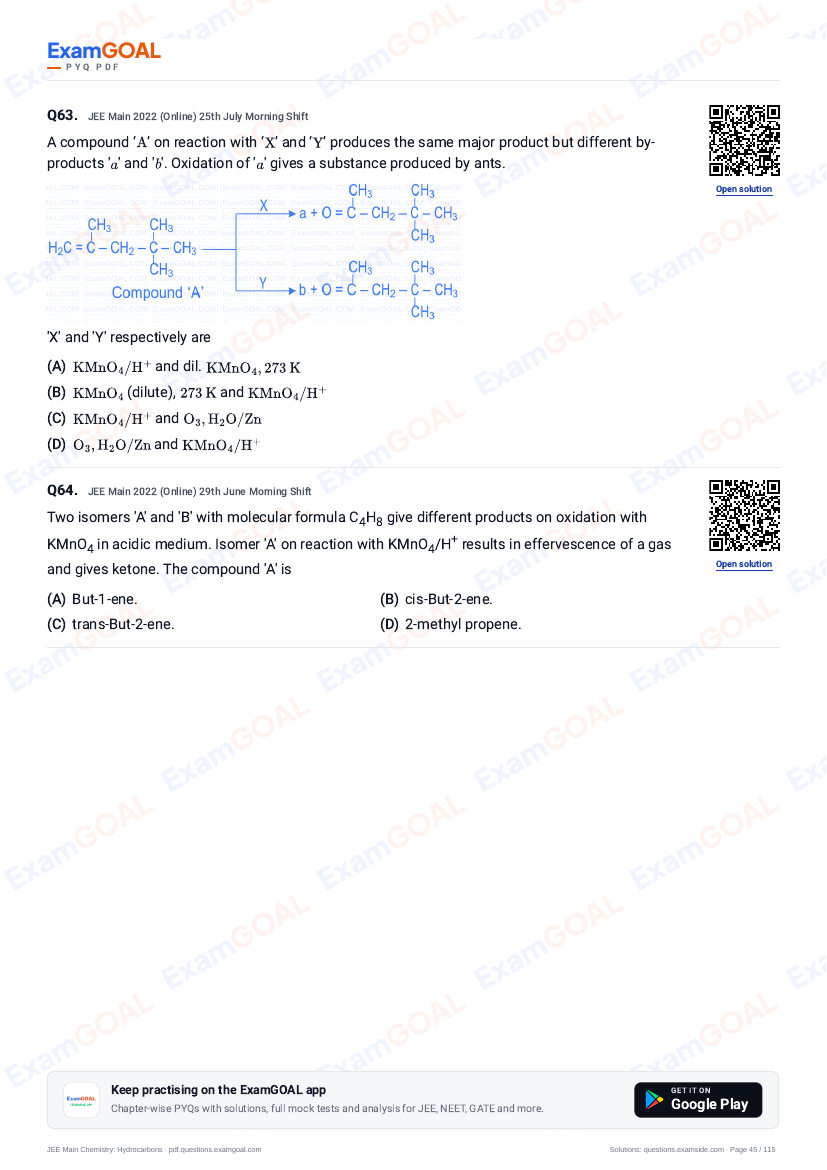 ExamGOAL
PYQ PDF
Q63. JEE Main 2022 (Online) 25th July Morning Shift
A compound ‘A’ on reaction with ‘X’ and ‘Y’ produces the same major product but different by-
products 'a' and 'b'. Oxidation of 'a' gives a substance produced by ants.
Open solution
CH₃ CH₃
X
a + O = C – CH₂ – C – CH₃
CH₃
CH₃ CH₃
H₂C = C – CH₂ – C – CH₃
CH₃
Compound ‘A’
CH₃ CH₃
Y
b + O = C – CH₂ – C – CH₃
CH₃
'X' and 'Y' respectively are
(A) KMnO₄/H⁺ and dil. KMnO₄, 273 K
(B) KMnO₄ (dilute), 273 K and KMnO₄/H⁺
(C) KMnO₄/H⁺ and O₃, H₂O/Zn
(D) O₃, H₂O/Zn and KMnO₄/H⁺
Q64. JEE Main 2022 (Online) 29th June Morning Shift
Two isomers 'A' and 'B' with molecular formula C₄H₈ give different products on oxidation with
KMnO₄ in acidic medium. Isomer 'A' on reaction with KMnO₄/H⁺ results in effervescence of a gas
and gives ketone. The compound 'A' is
Open solution
(A) But-1-ene. (B) cis-But-2-ene.
(C) trans-But-2-ene. (D) 2-methyl propene.
ExamGOAL
Keep practising on the ExamGOAL app
Chapter-wise PYQs with solutions, full mock tests and analysis for JEE, NEET, GATE and more.
GET IT ON
Google Play
JEE Main Chemistry: Hydrocarbons · pdf.questions.examgoal.com Solutions: questions.examside.com · Page 45 / 115